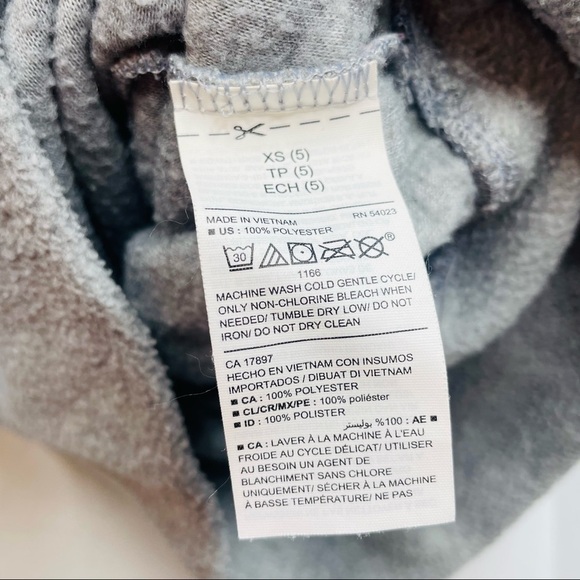 XS (5)
TP (5)
ECH (5)
MADE IN VIETNAM RN 54023
■ US : 100% POLYESTER
30
®
1166
MACHINE WASH COLD GENTLE CYCLE/
ONLY NON-CHLORINE BLEACH WHEN
NEEDED/ TUMBLE DRY LOW/ DO NOT
IRON/ DO NOT DRY CLEAN
CA 17897
HECHO EN VIETNAM CON INSUMOS
IMPORTADOS / DIBUAT DI VIETNAM
■ CA : 100% POLYESTER
■ CL/CR/MX/PE : 100% poliéster
■ ID : 100% POLISTER
■ AE : 100% بوليستر
■ CA : LAVER À LA MACHINE À L'EAU
FROIDE AU CYCLE DÉLICAT/ UTILISER
AU BESOIN UN AGENT DE
BLANCHIMENT SANS CHLORE
UNIQUEMENT/ SÉCHER À LA MACHINE
À BASSE TEMPÉRATURE/ NE PAS